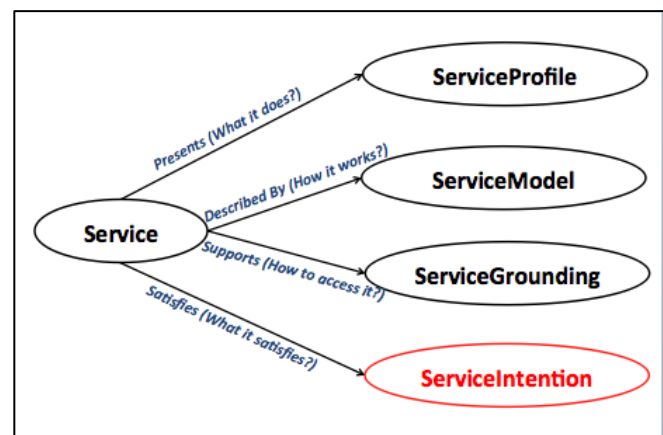 ServiceProfile
Presents (What it does?)
Described By (How it works?)
ServiceModel
Service
Supports (How to access it?)
ServiceGrounding
Satisfies (What it satisfies?)
ServiceIntention